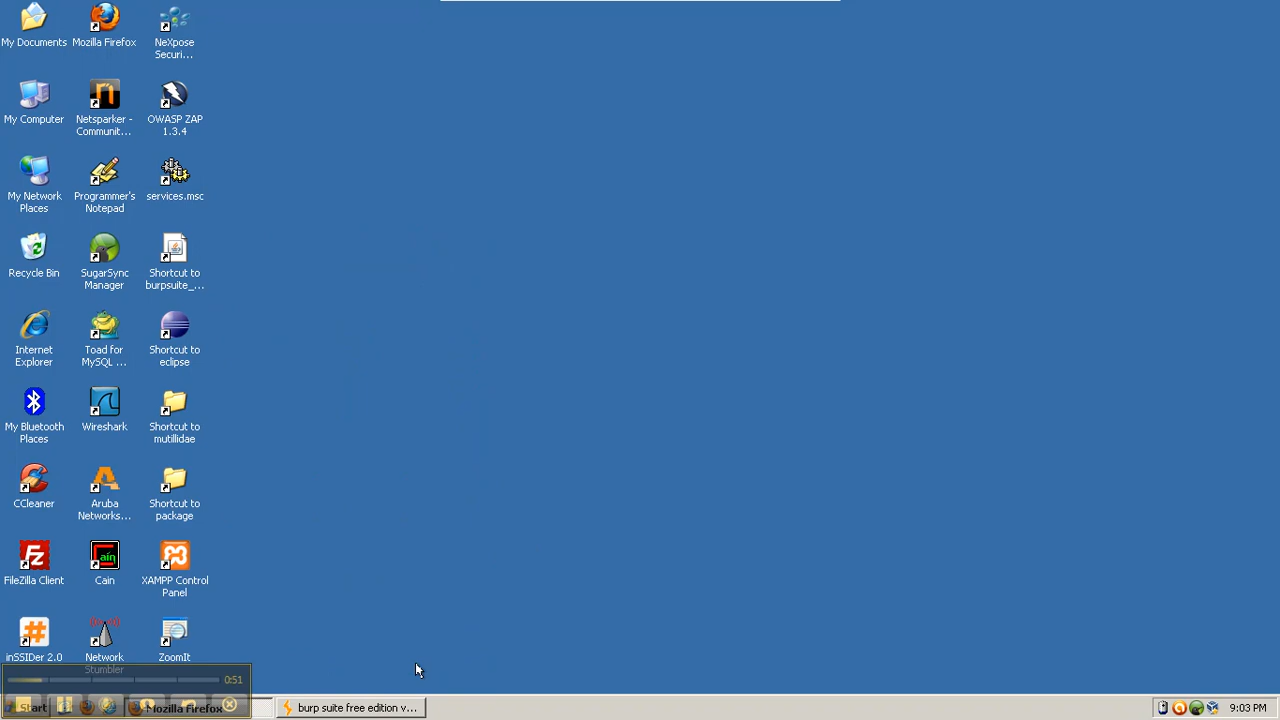 My Documents
Mozilla Firefox
NeXpose
Securi...
My Computer
Netsparker -
Communit...
OWASP ZAP
1.3.4
My Network
Places
Programmer's
Notepad
services.msc
Recycle Bin
SugarSync
Manager
Shortcut to
burpsuite_...
Internet
Explorer
Toad for
MySQL ...
Shortcut to
eclipse
My Bluetooth
Places
Wireshark
Shortcut to
mutillidae
CCleaner
Aruba
Networks...
Shortcut to
package
FileZilla Client
Cain
XAMPP Control
Panel
inSSIDer 2.0
Network
Stumbler
ZoomIt
0:51
Start
Mozilla Firefox
burp suite free edition v...
9:03 PM